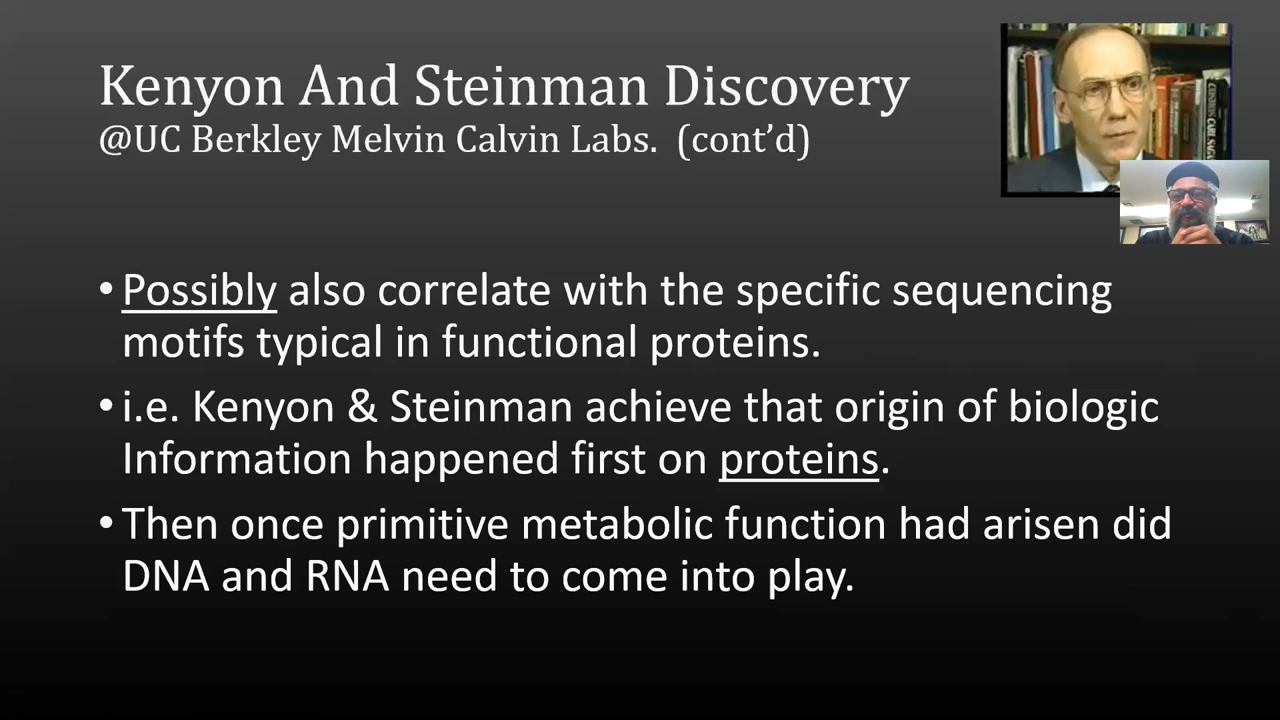 Kenyon And Steinman Discovery
@UC Berkley Melvin Calvin Labs. (cont’d)
• Possibly also correlate with the specific sequencing
motifs typical in functional proteins.
• i.e. Kenyon & Steinman achieve that origin of biologic
Information happened first on proteins.
• Then once primitive metabolic function had arisen did
DNA and RNA need to come into play.